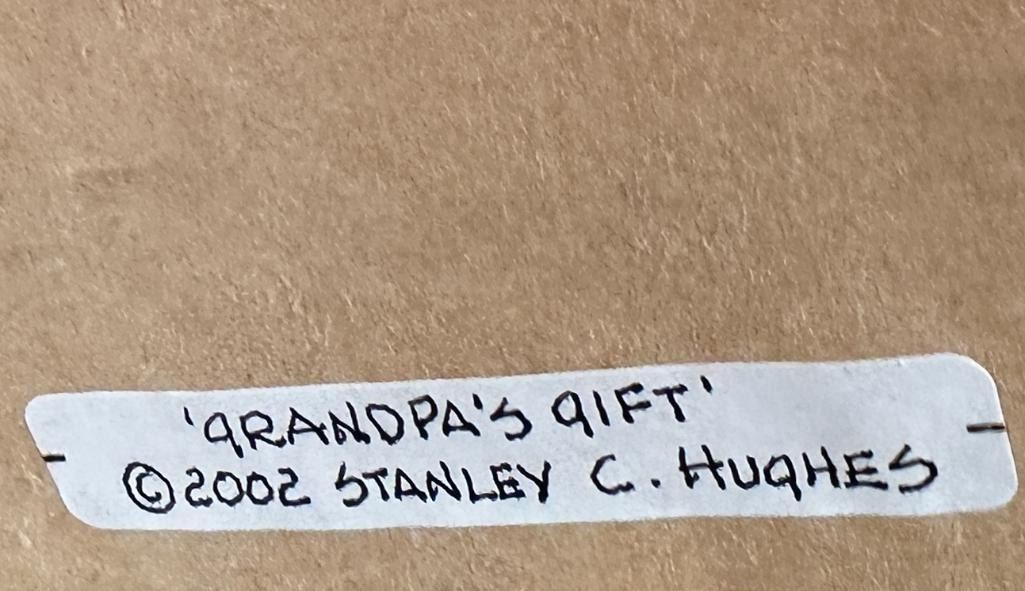 'GRANDPA'S GIFT'
©2002 STANLEY C. HUGHES